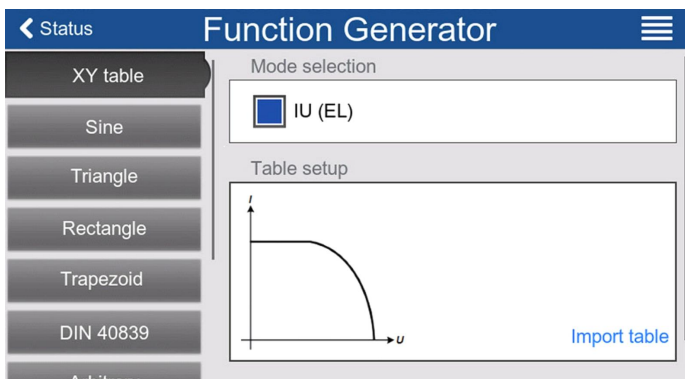 Status
Function Generator
XY table
Sine
Triangle
Rectangle
Trapezoid
DIN 40839
Mode selection
IU (EL)
Table setup
I
U
Import table